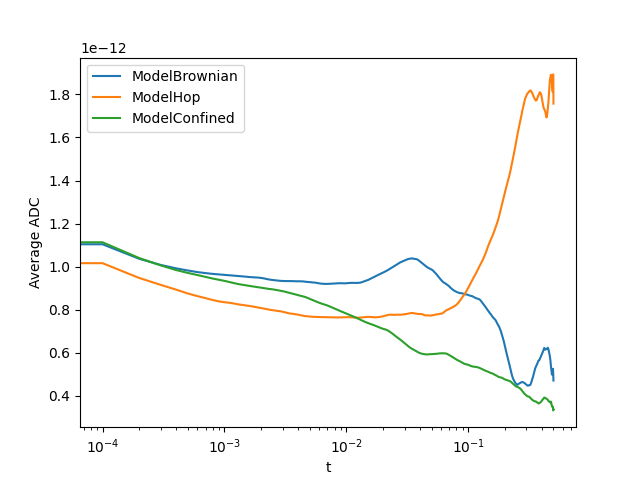 1e−12
ModelBrownian
ModelHop
ModelConfined
1.8
1.6
1.4
1.2
1.0
0.8
0.6
0.4
Average ADC
10⁻⁴
10⁻³
10⁻²
10⁻¹
t